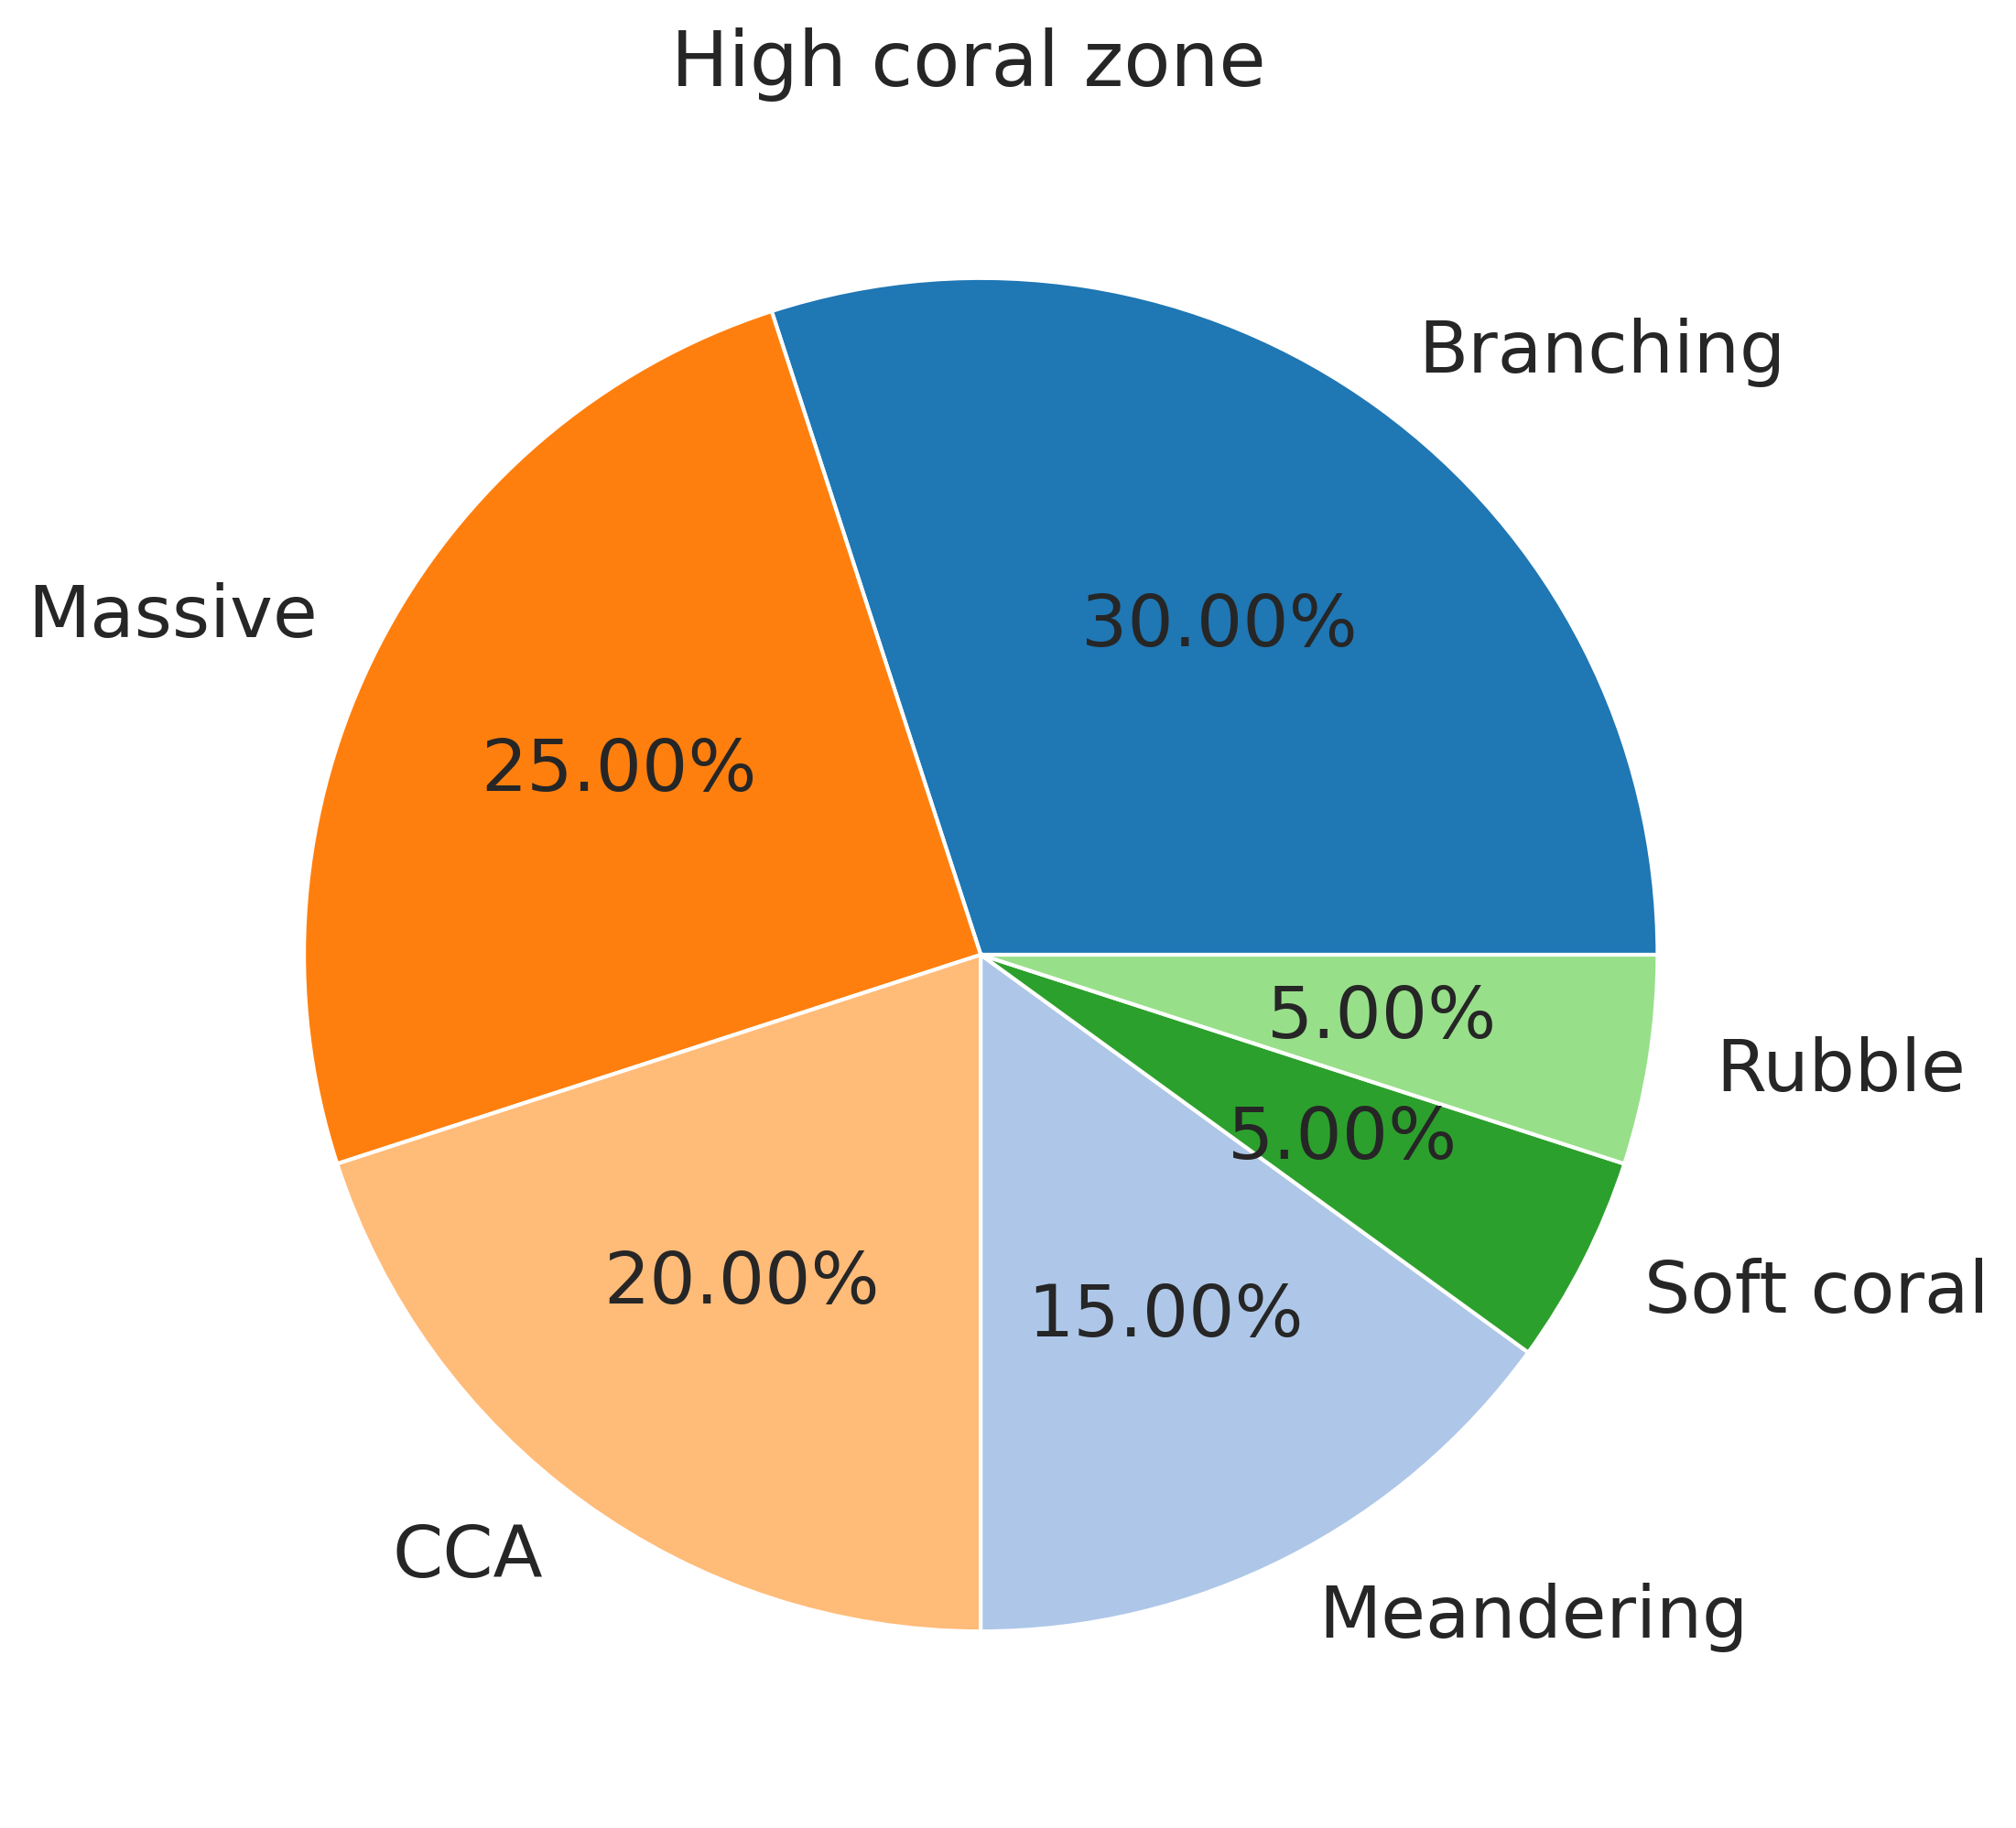 High coral zone
Branching
30.00%
Massive
25.00%
5.00%
Rubble
5.00%
Soft coral
20.00%
15.00%
CCA
Meandering